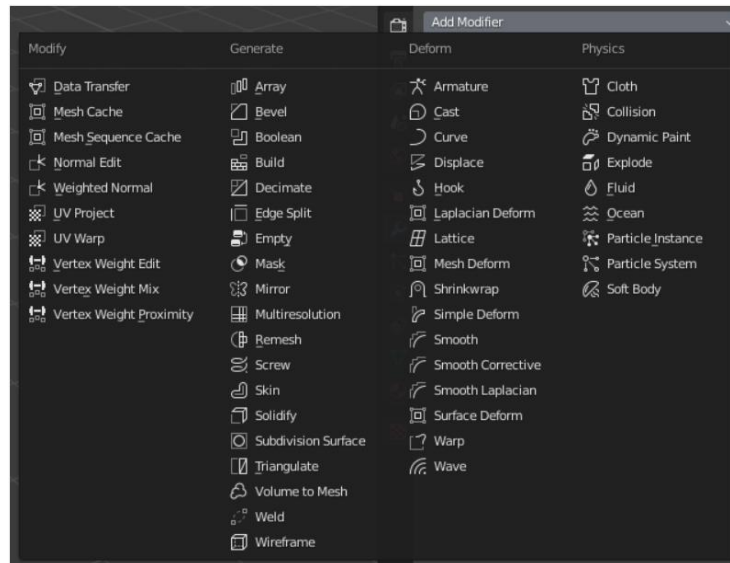 Add Modifier
Modify
Data Transfer
Mesh Cache
Mesh Sequence Cache
Normal Edit
Weighted Normal
UV Project
UV Warp
Vertex Weight Edit
Vertex Weight Mix
Vertex Weight Proximity
Generate
Array
Bevel
Boolean
Build
Decimate
Edge Split
Empty
Mask
Mirror
Multiresolution
Remesh
Screw
Skin
Solidify
Subdivision Surface
Triangulate
Volume to Mesh
Weld
Wireframe
Deform
Armature
Cast
Curve
Displace
Hook
Laplacian Deform
Lattice
Mesh Deform
Shrinkwrap
Simple Deform
Smooth
Smooth Corrective
Smooth Laplacian
Surface Deform
Warp
Wave
Physics
Cloth
Collision
Dynamic Paint
Explode
Fluid
Ocean
Particle Instance
Particle System
Soft Body